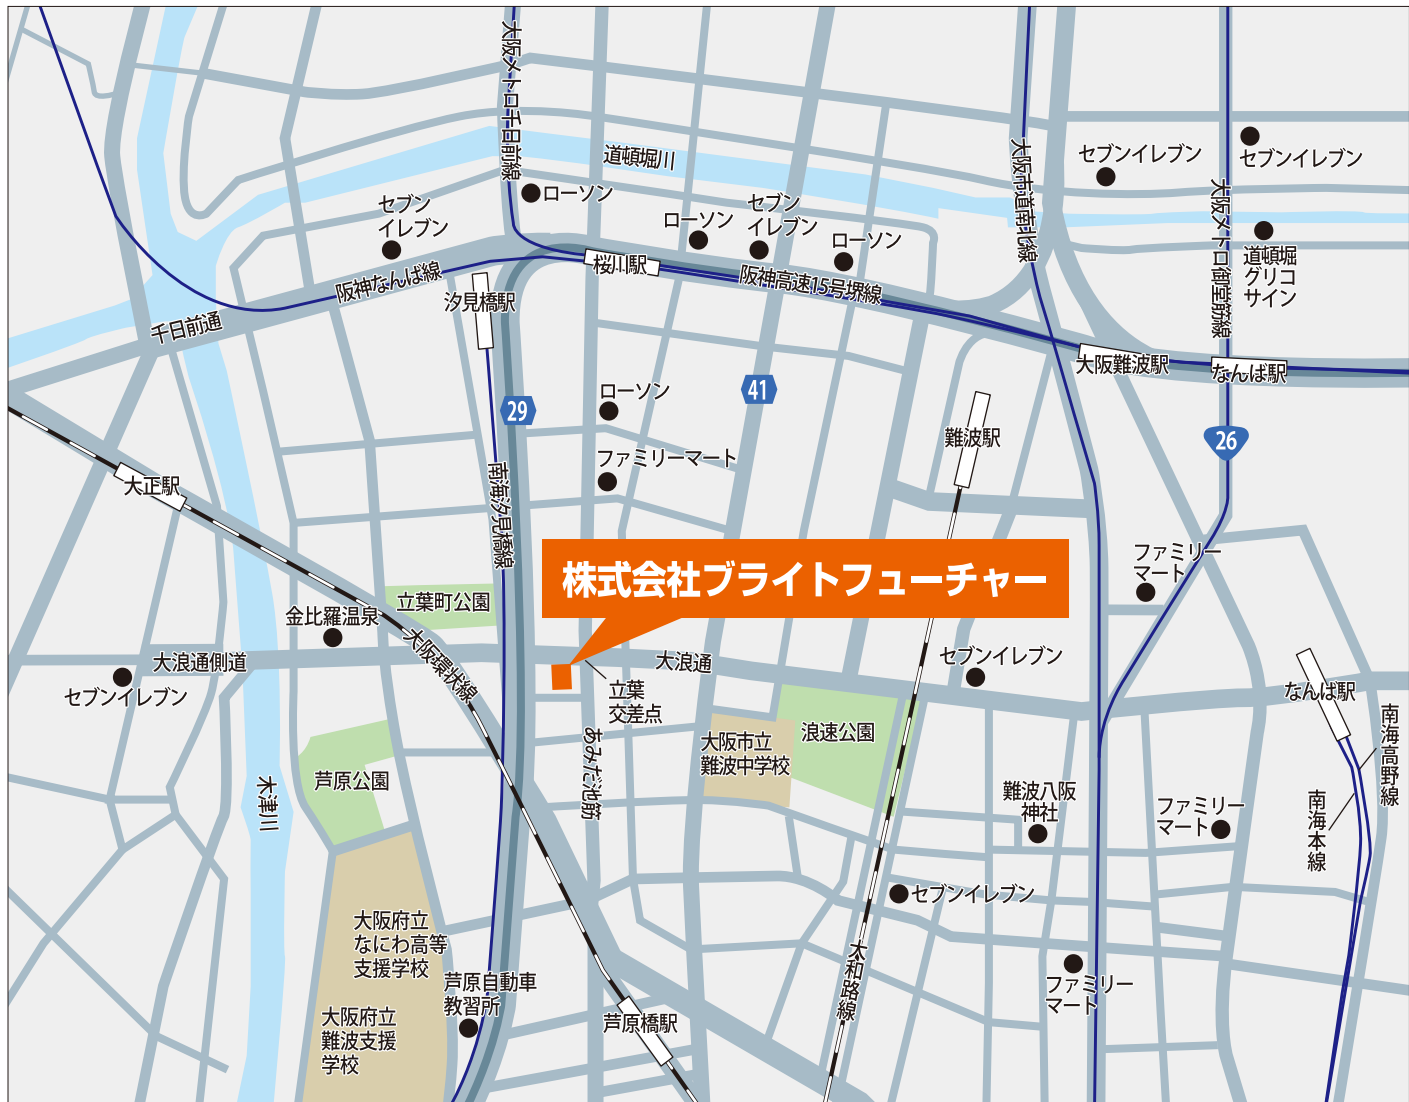 大阪メトロ千日前線
道頓堀川
ローソン
セブン
イレブン
ローソン
セブン
イレブン
ローソン
大阪市道南北線
セブンイレブン
セブンイレブン
大阪メトロ御堂筋線
道頓堀
グリコ
サイン
阪神なんば線
千日前通
汐見橋駅
桜川駅
阪神高速15号堺線
大阪難波駅
なんば駅
29
41
26
ローソン
ファミリーマート
難波駅
大正駅
南海汐見橋線
株式会社ブライトフューチャー
ファミリー
マート
立葉町公園
金比羅温泉
大阪環状線
大浪通側道
セブンイレブン
大浪通
立葉
交差点
セブンイレブン
なんば駅
南海高野線
南海本線
あみだ池筋
大阪市立
難波中学校
浪速公園
芦原公園
木津川
難波八阪
神社
ファミリー
マート
セブンイレブン
大阪府立
なにわ高等
支援学校
芦原自動車
教習所
大阪府立
難波支援
学校
芦原橋駅
大和路線
ファミリー
マート